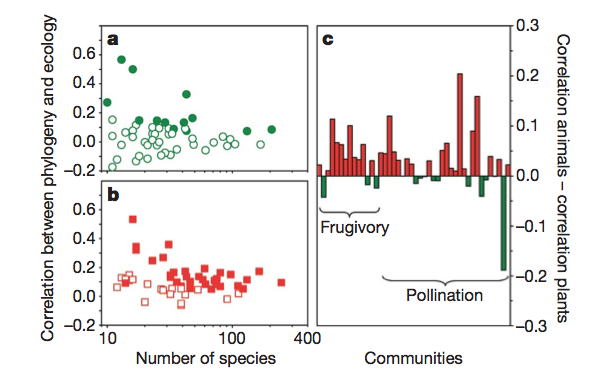 Correlation between phylogeny and ecology
a
0.6
0.4
0.2
0.0
–0.2
b
0.6
0.4
0.2
0.0
–0.2
10
100
400
Number of species
c
Frugivory
Pollination
Communities
0.3
0.2
0.1
0.0
–0.1
–0.2
–0.3
Correlation animals – correlation plants